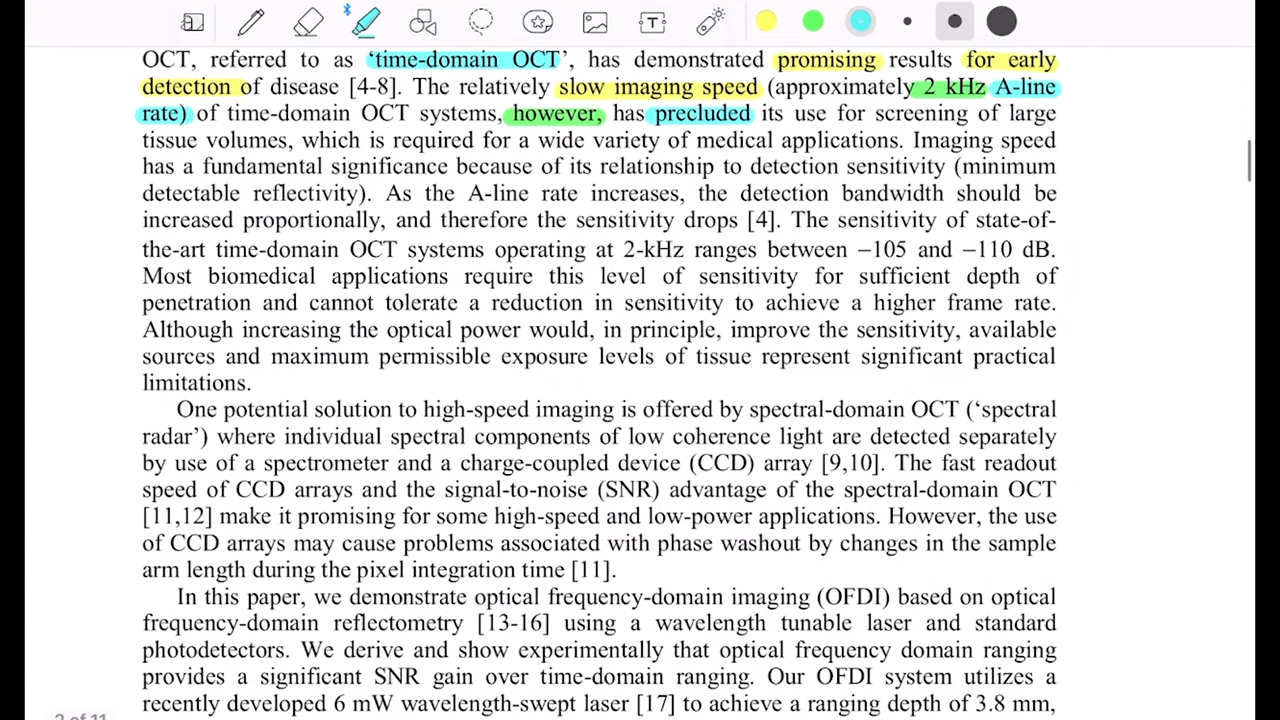 OCT, referred to as ‘time-domain OCT’, has demonstrated promising results for early
detection of disease [4-8]. The relatively slow imaging speed (approximately 2 kHz A-line
rate) of time-domain OCT systems, however, has precluded its use for screening of large
tissue volumes, which is required for a wide variety of medical applications. Imaging speed
has a fundamental significance because of its relationship to detection sensitivity (minimum
detectable reflectivity). As the A-line rate increases, the detection bandwidth should be
increased proportionally, and therefore the sensitivity drops [4]. The sensitivity of state-of-
the-art time-domain OCT systems operating at 2-kHz ranges between −105 and −110 dB.
Most biomedical applications require this level of sensitivity for sufficient depth of
penetration and cannot tolerate a reduction in sensitivity to achieve a higher frame rate.
Although increasing the optical power would, in principle, improve the sensitivity, available
sources and maximum permissible exposure levels of tissue represent significant practical
limitations.
One potential solution to high-speed imaging is offered by spectral-domain OCT (‘spectral
radar’) where individual spectral components of low coherence light are detected separately
by use of a spectrometer and a charge-coupled device (CCD) array [9,10]. The fast readout
speed of CCD arrays and the signal-to-noise (SNR) advantage of the spectral-domain OCT
[11,12] make it promising for some high-speed and low-power applications. However, the use
of CCD arrays may cause problems associated with phase washout by changes in the sample
arm length during the pixel integration time [11].
In this paper, we demonstrate optical frequency-domain imaging (OFDI) based on optical
frequency-domain reflectometry [13-16] using a wavelength tunable laser and standard
photodetectors. We derive and show experimentally that optical frequency domain ranging
provides a significant SNR gain over time-domain ranging. Our OFDI system utilizes a
recently developed 6 mW wavelength-swept laser [17] to achieve a ranging depth of 3.8 mm,
2 of 11